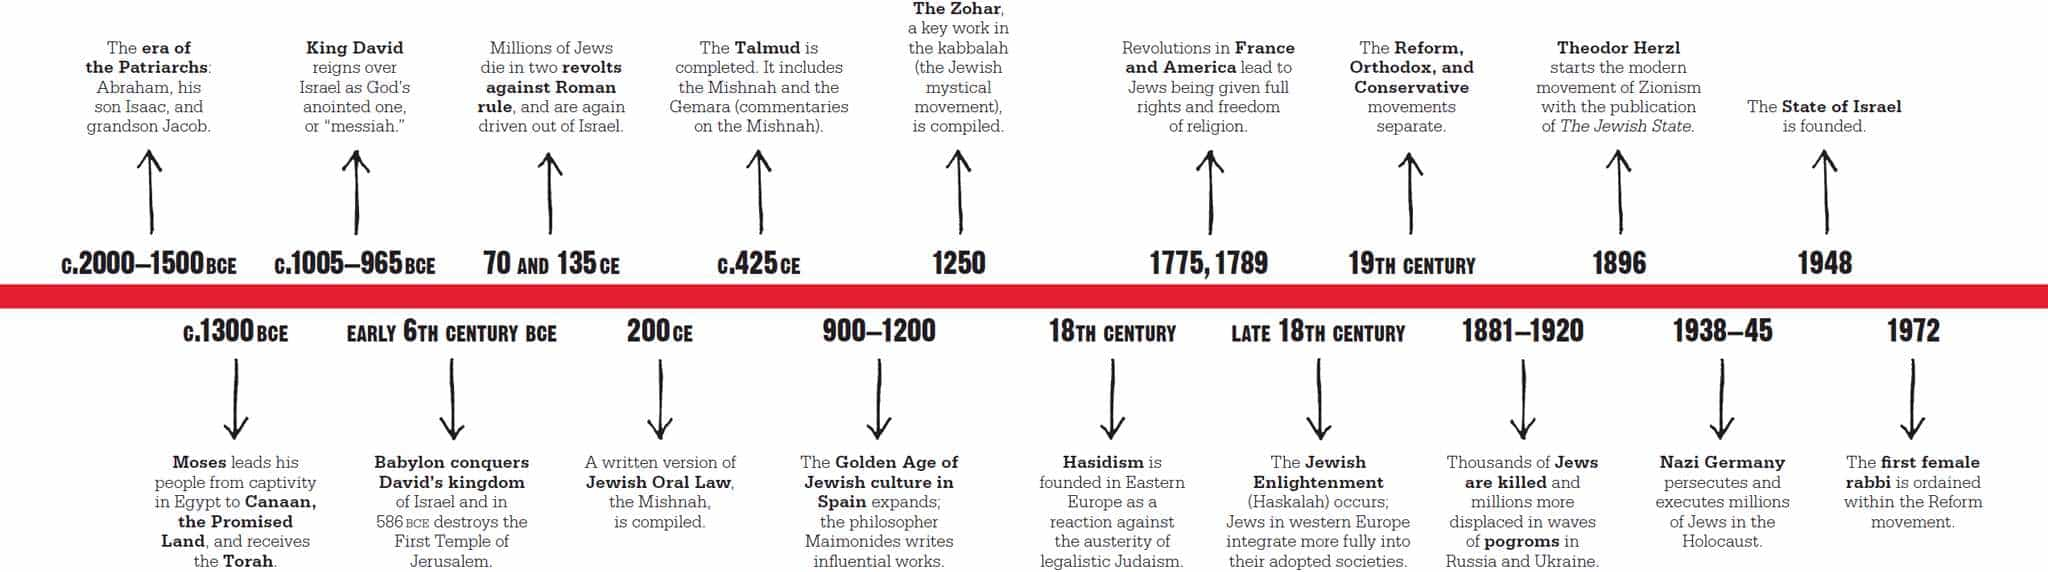 The era of
the Patriarchs:
Abraham, his
son Isaac, and
grandson Jacob.
c.2000–1500 BCE
King David
reigns over
Israel as God's
anointed one,
or “messiah.”
c.1005–965 BCE
Millions of Jews
die in two revolts
against Roman
rule, and are again
driven out of Israel.
70 AND 135 CE
The Talmud is
completed. It includes
the Mishnah and the
Gemara (commentaries
on the Mishnah).
c.425 CE
The Zohar,
a key work in
the kabbalah
(the Jewish
mystical
movement),
is compiled.
1250
Revolutions in France
and America lead to
Jews being given full
rights and freedom
of religion.
1775, 1789
The Reform,
Orthodox, and
Conservative
movements
separate.
19TH CENTURY
Theodor Herzl
starts the modern
movement of Zionism
with the publication
of The Jewish State.
1896
The State of Israel
is founded.
1948
c.1300 BCE
Moses leads his
people from captivity
in Egypt to Canaan,
the Promised
Land, and receives
the Torah.
EARLY 6TH CENTURY BCE
Babylon conquers
David's kingdom
of Israel and in
586 BCE destroys the
First Temple of
Jerusalem.
200 CE
A written version of
Jewish Oral Law,
the Mishnah,
is compiled.
900–1200
The Golden Age of
Jewish culture in
Spain expands;
the philosopher
Maimonides writes
influential works.
18TH CENTURY
Hasidism is
founded in Eastern
Europe as a
reaction against
the austerity of
legalistic Judaism.
LATE 18TH CENTURY
The Jewish
Enlightenment
(Haskalah) occurs;
Jews in western Europe
integrate more fully into
their adopted societies.
1881–1920
Thousands of Jews
are killed and
millions more
displaced in waves
of pogroms in
Russia and Ukraine.
1938–45
Nazi Germany
persecutes and
executes millions
of Jews in the
Holocaust.
1972
The first female
rabbi is ordained
within the Reform
movement.